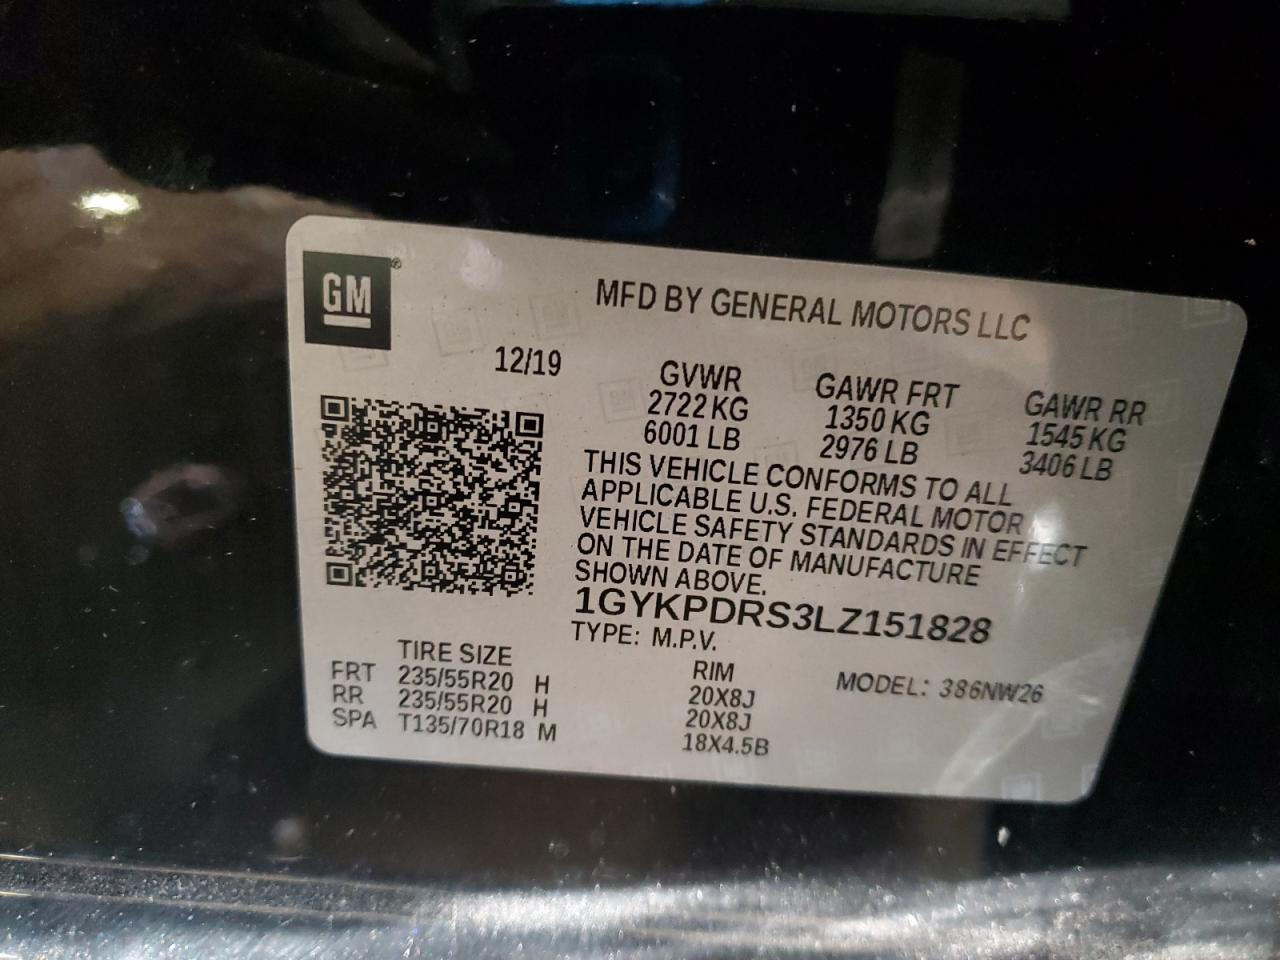 GM ®
MFD BY GENERAL MOTORS LLC
12/19
GVWR
2722 KG
6001 LB
GAWR FRT
1350 KG
2976 LB
GAWR RR
1545 KG
3406 LB
THIS VEHICLE CONFORMS TO ALL
APPLICABLE U.S. FEDERAL MOTOR
VEHICLE SAFETY STANDARDS IN EFFECT
ON THE DATE OF MANUFACTURE
SHOWN ABOVE.
1GYKPDRS3LZ151828
TYPE: M.P.V.
TIRE SIZE
FRT 235/55R20 H
RR 235/55R20 H
SPA T135/70R18 M
RIM
20X8J
20X8J
18X4.5B
MODEL: 386NW26